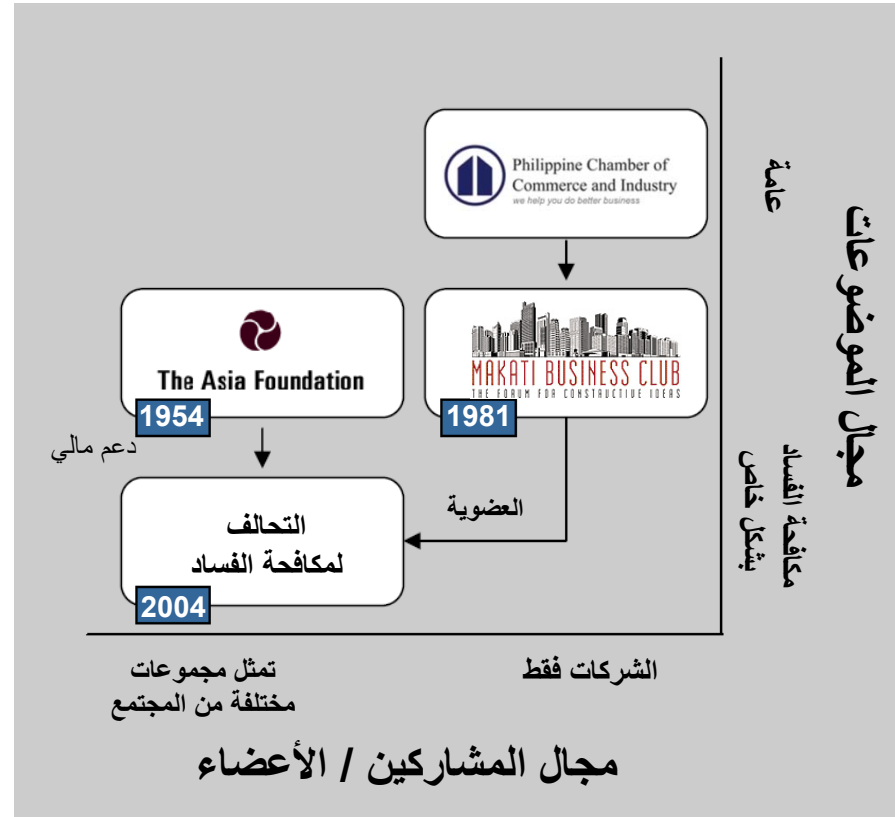 Philippine Chamber of
Commerce and Industry
we help you do better business
عامة
مجال الموضوعات
The Asia Foundation
1954
MAKATI BUSINESS CLUB
THE FORUM FOR CONSTRUCTIVE IDEAS
1981
دعم مالي
مكافحة الفساد
بشكل خاص
العضوية
التحالف
لمكافحة الفساد
2004
الشركات فقط
تمثل مجموعات
مختلفة من المجتمع
مجال المشاركين / الأعضاء